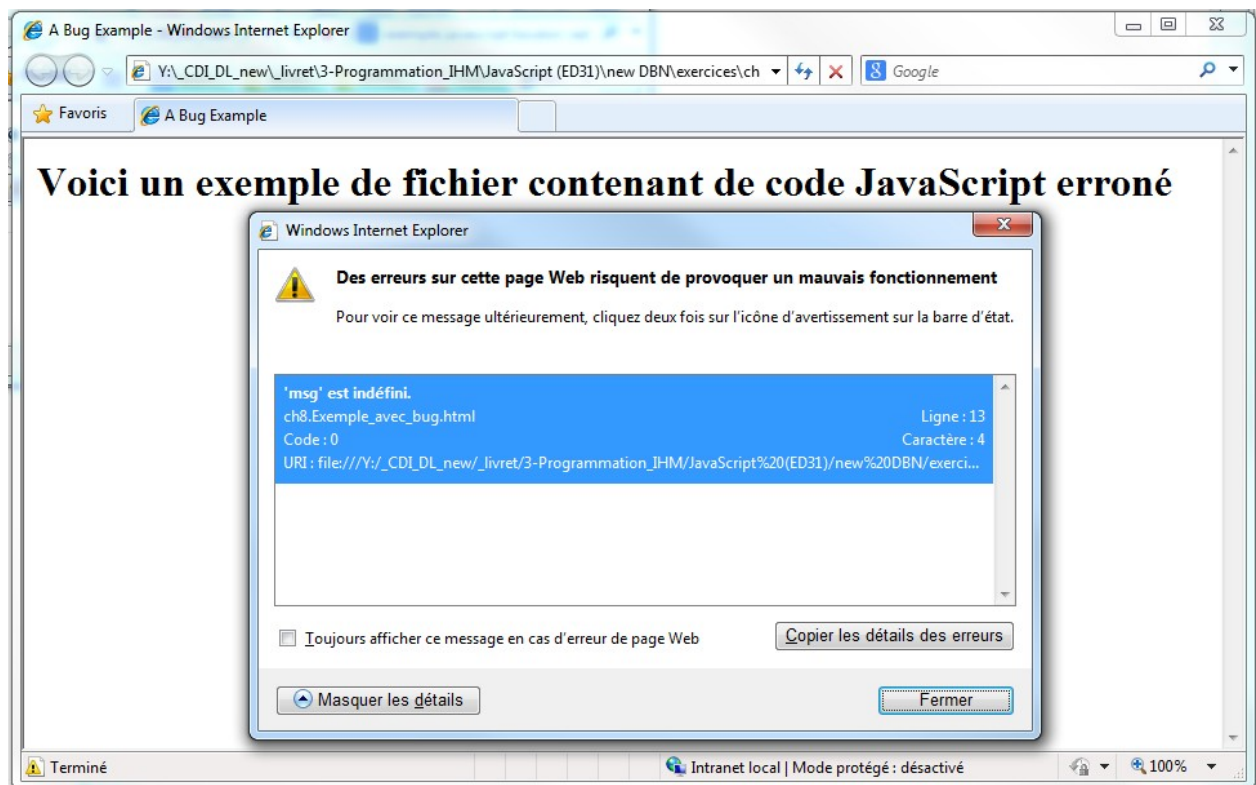 A Bug Example - Windows Internet Explorer
Y:\_CDI_DL_new\_livret\3-Programmation_IHM\JavaScript (ED31)\new DBN\exercices\ch
Google
Favoris
A Bug Example
Voici un exemple de fichier contenant de code JavaScript erroné
Windows Internet Explorer
Des erreurs sur cette page Web risquent de provoquer un mauvais fonctionnement
Pour voir ce message ultérieurement, cliquez deux fois sur l'icône d'avertissement sur la barre d'état.
'msg' est indéfini.
ch8.Exemple_avec_bug.html Ligne : 13
Code : 0 Caractère : 4
URI : file:///Y:/_CDI_DL_new/_livret/3-Programmation_IHM/JavaScript%20(ED31)/new%20DBN/exerci...
Toujours afficher ce message en cas d'erreur de page Web
Copier les détails des erreurs
Masquer les détails
Fermer
Terminé
Intranet local | Mode protégé : désactivé
100%